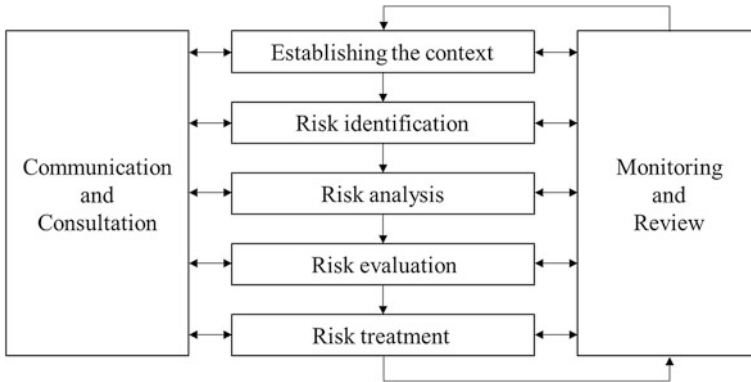 Establishing the context
Risk identification
Communication
and
Consultation
Risk analysis
Monitoring
and
Review
Risk evaluation
Risk treatment